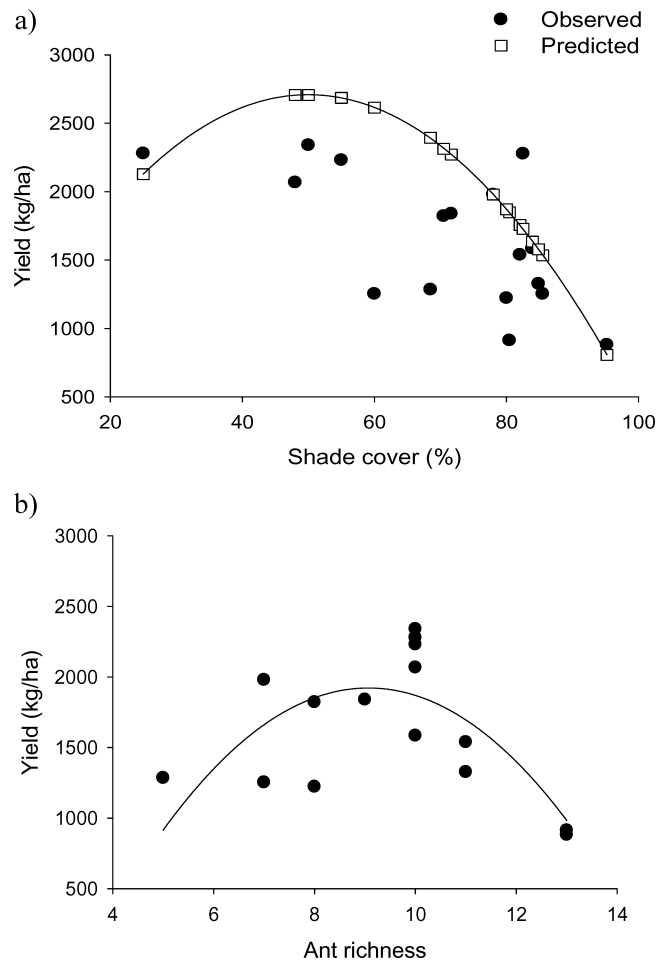 a)
Observed
Predicted
3000
2500
2000
1500
1000
500
Yield (kg/ha)
20 40 60 80 100
Shade cover (%)
b)
3000
2500
2000
1500
1000
500
Yield (kg/ha)
4 6 8 10 12 14
Ant richness